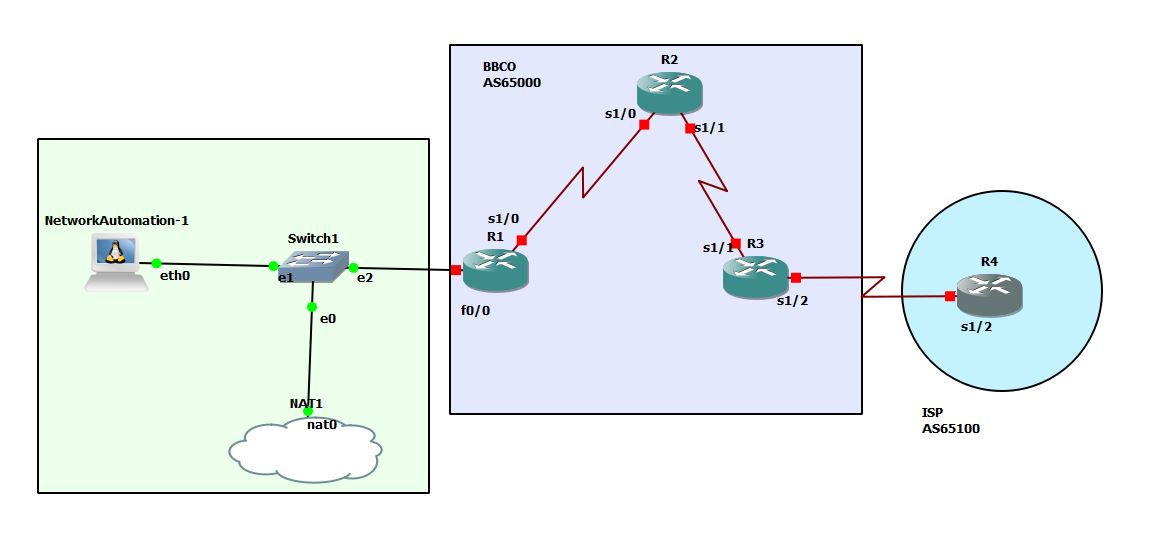 BBCO
AS65000
R2
s1/0
s1/1
NetworkAutomation-1
eth0
Switch1
e1
e2
e0
NAT1
nat0
s1/0
R1
f0/0
s1/1
R3
s1/2
R4
s1/2
ISP
AS65100